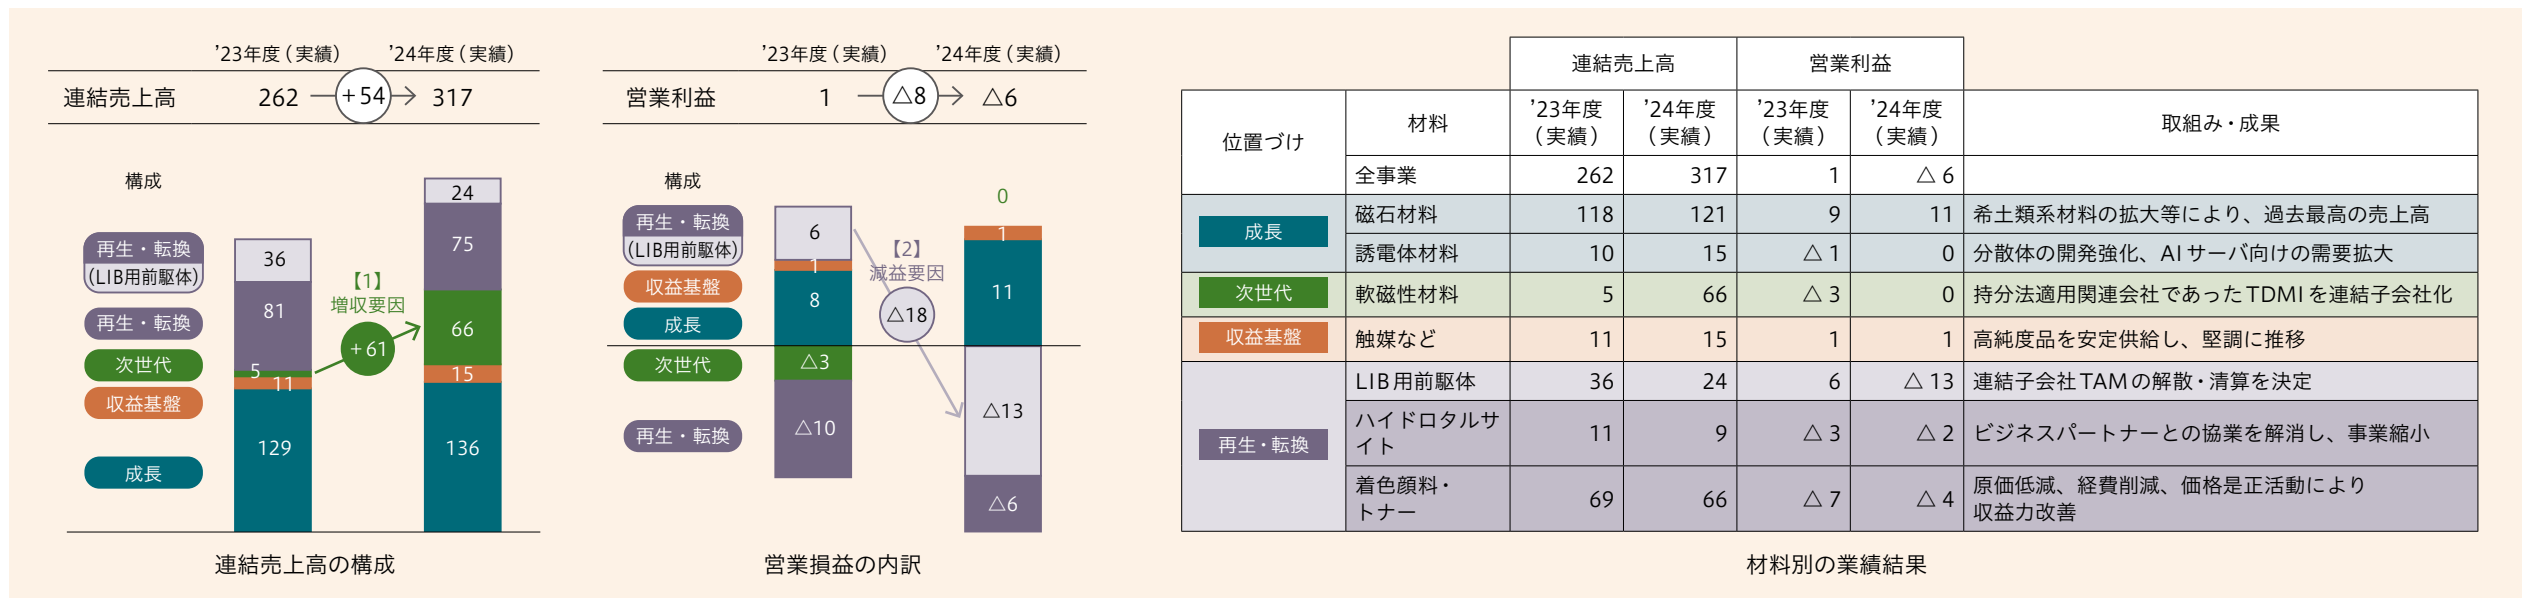 ’23年度（実績） ’24年度（実績）
連結売上高 262 +54 317
構成
再生・転換
(LIB用前駆体)
再生・転換
次世代
収益基盤
成長
36
81
5
11
129
【1】
増収要因
+61
24
75
66
15
136
連結売上高の構成
’23年度（実績） ’24年度（実績）
営業利益 1 △8 △6
構成
再生・転換
(LIB用前駆体)
収益基盤
成長
次世代
再生・転換
6
1
8
△3
△10
【2】
減益要因
△18
0
1
11
△13
△6
営業損益の内訳
連結売上高 営業利益
位置づけ 材料 ’23年度（実績） ’24年度（実績） ’23年度（実績） ’24年度（実績） 取組み・成果
全事業 262 317 1 △ 6
成長 磁石材料 118 121 9 11 希土類系材料の拡大等により、過去最高の売上高
誘電体材料 10 15 △ 1 0 分散体の開発強化、AIサーバ向けの需要拡大
次世代 軟磁性材料 5 66 △ 3 0 持分法適用関連会社であったTDMIを連結子会社化
収益基盤 触媒など 11 15 1 1 高純度品を安定供給し、堅調に推移
再生・転換 LIB用前駆体 36 24 6 △ 13 連結子会社TAMの解散・清算を決定
ハイドロタルサイト 11 9 △ 3 △ 2 ビジネスパートナーとの協業を解消し、事業縮小
着色顔料・トナー 69 66 △ 7 △ 4 原価低減、経費削減、価格是正活動により
収益力改善
材料別の業績結果